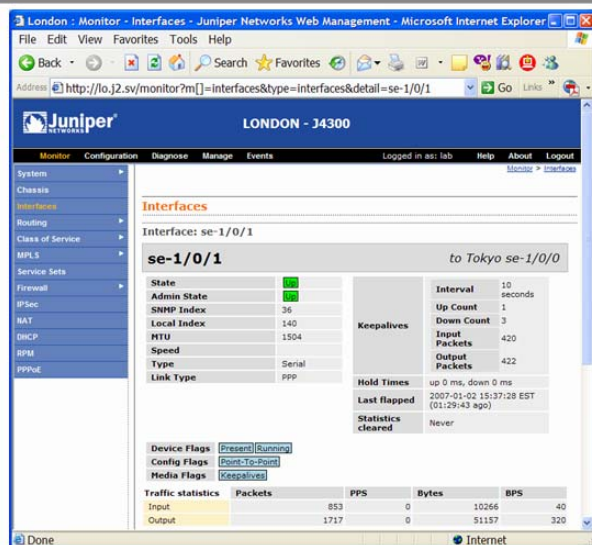 London : Monitor - Interfaces - Juniper Networks Web Management - Microsoft Internet Explorer
File Edit View Favorites Tools Help
Back Search Favorites
Address http://lo.j2.sv/monitor?m[]=interfaces&type=interfaces&detail=se-1/0/1 Go Links »
Juniper NETWORKS LONDON - J4300
Monitor Configuration Diagnose Manage Events Logged in as: lab Help About Logout
Monitor > Interfaces
System
Chassis
Interfaces
Routing
Class of Service
MPLS
Service Sets
Firewall
IPSec
NAT
DHCP
RPM
PPPoE
Interfaces
Interface: se-1/0/1
se-1/0/1 to Tokyo se-1/0/0
State Up
Admin State Up
SNMP Index 36
Local Index 140
MTU 1504
Speed
Type Serial
Link Type PPP
Keepalives
Interval 10 seconds
Up Count 1
Down Count 3
Input Packets 420
Output Packets 422
Hold Times up 0 ms, down 0 ms
Last flapped 2007-01-02 15:37:28 EST (01:29:43 ago)
Statistics cleared Never
Device Flags Present Running
Config Flags Point-To-Point
Media Flags Keepalives
Traffic statistics Packets PPS Bytes BPS
Input 853 0 10266 40
Output 1717 0 51157 320
Done Internet